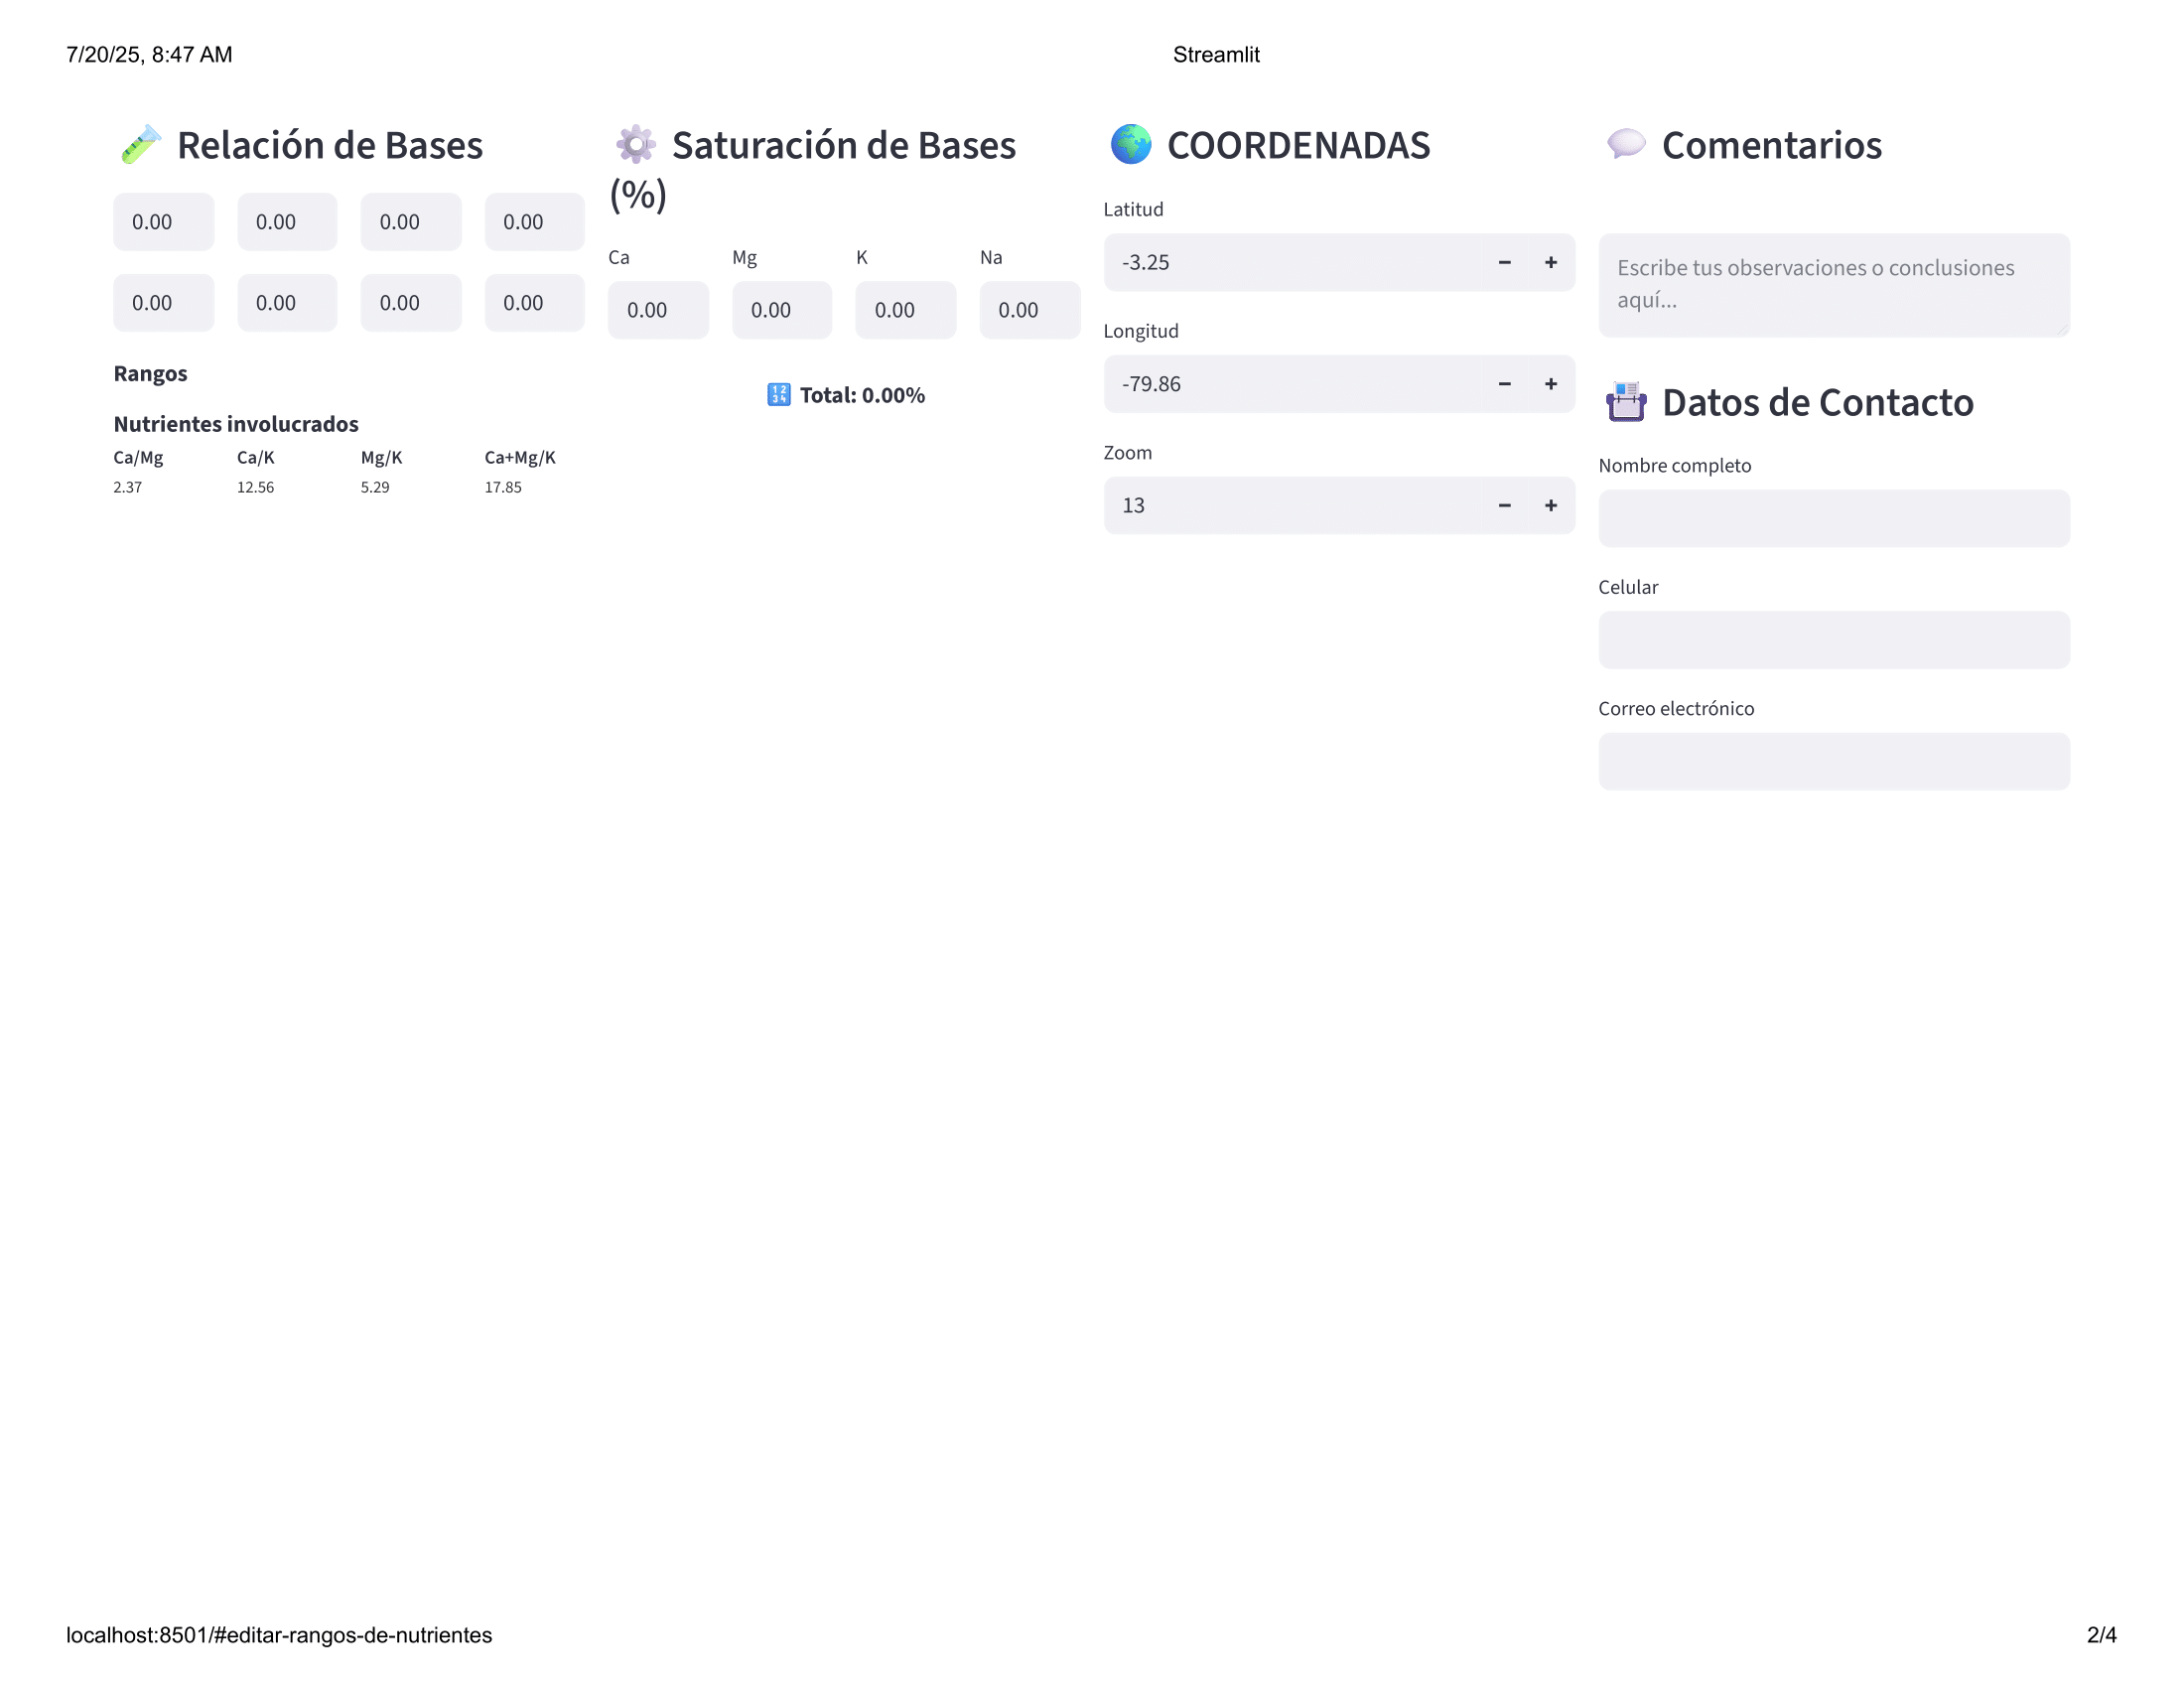 7/20/25, 8:47 AM
Streamlit
Relación de Bases
0.00 0.00 0.00 0.00
0.00 0.00 0.00 0.00
Rangos
Nutrientes involucrados
Ca/Mg Ca/K Mg/K Ca+Mg/K
2.37 12.56 5.29 17.85
Saturación de Bases
(%)
Ca Mg K Na
0.00 0.00 0.00 0.00
Total: 0.00%
COORDENADAS
Latitud
-3.25
Longitud
-79.86
Zoom
13
Comentarios
Escribe tus observaciones o conclusiones
aquí...
Datos de Contacto
Nombre completo
Celular
Correo electrónico
localhost:8501/#editar-rangos-de-nutrientes
2/4